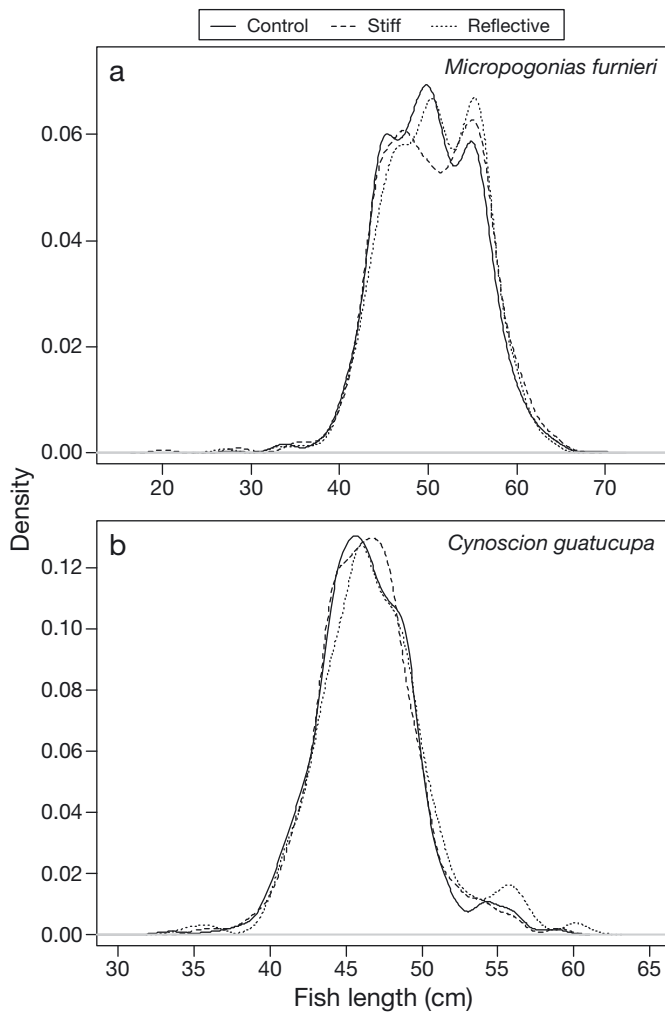 Control Stiff Reflective
a
Micropogonias furnieri
0.06
0.04
0.02
0.00
20 30 40 50 60 70
Density
b
Cynoscion guatucupa
0.12
0.10
0.08
0.06
0.04
0.02
0.00
30 35 40 45 50 55 60 65
Fish length (cm)